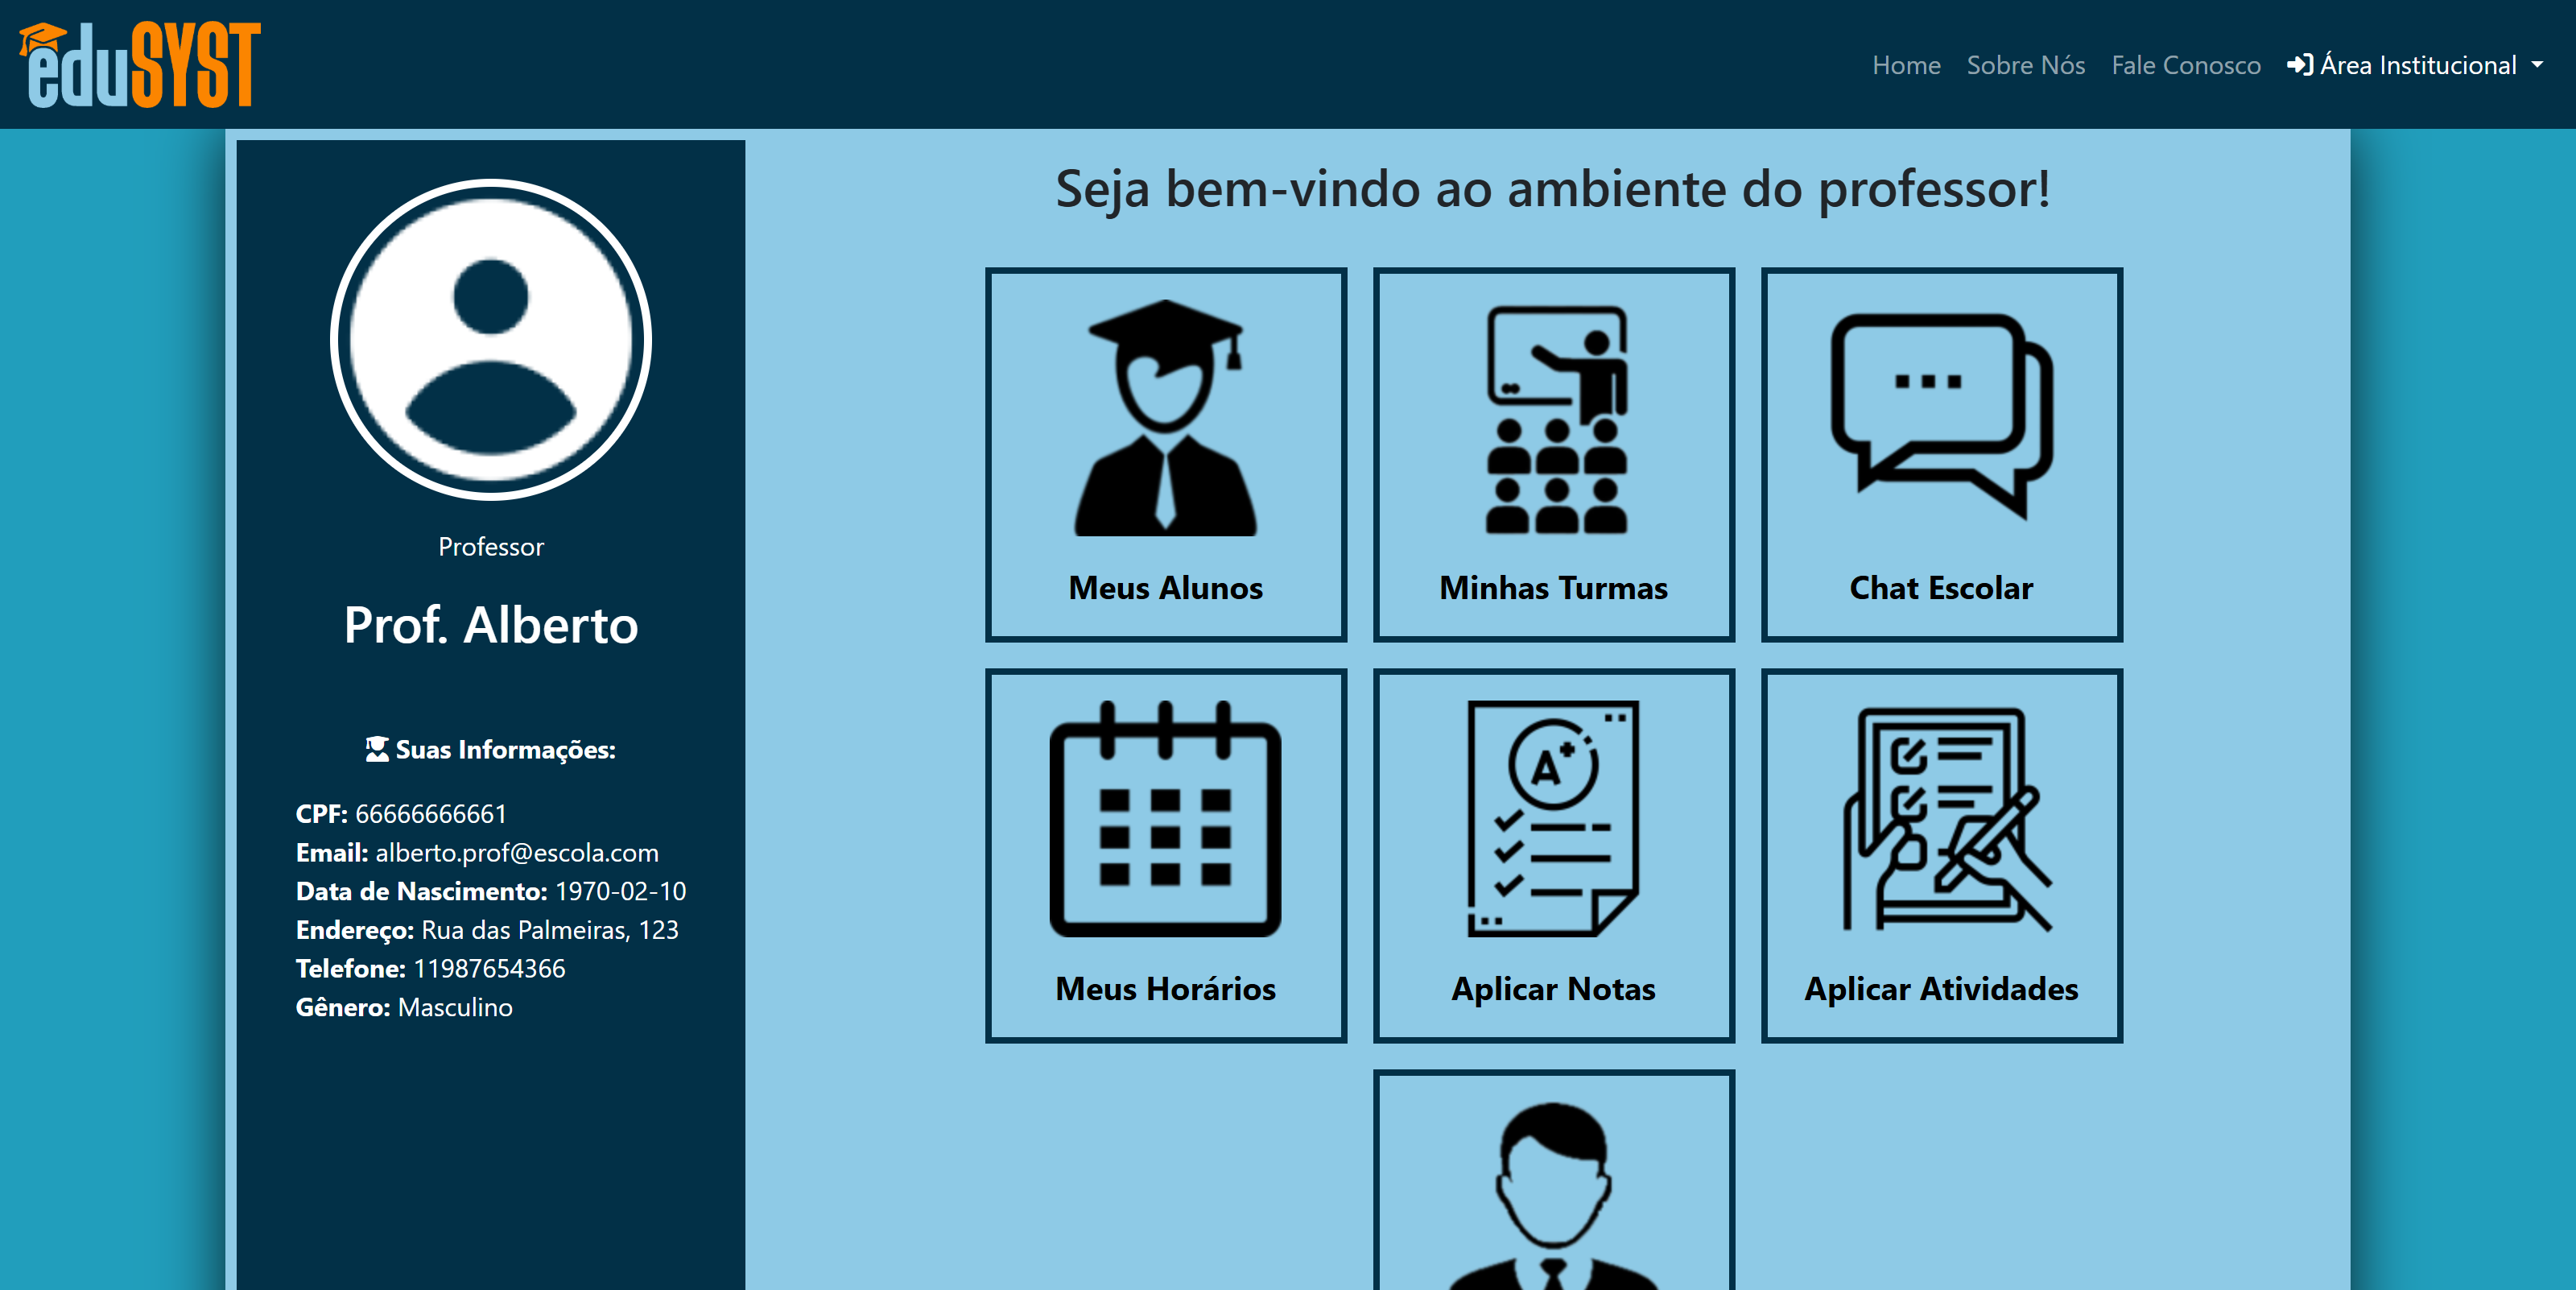 eduSYST
Home Sobre Nós Fale Conosco Área Institucional
Professor
Prof. Alberto
Suas Informações:
CPF: 66666666661
Email: alberto.prof@escola.com
Data de Nascimento: 1970-02-10
Endereço: Rua das Palmeiras, 123
Telefone: 11987654366
Gênero: Masculino
Seja bem-vindo ao ambiente do professor!
Meus Alunos
Minhas Turmas
Chat Escolar
Meus Horários
A+
Aplicar Notas
Aplicar Atividades